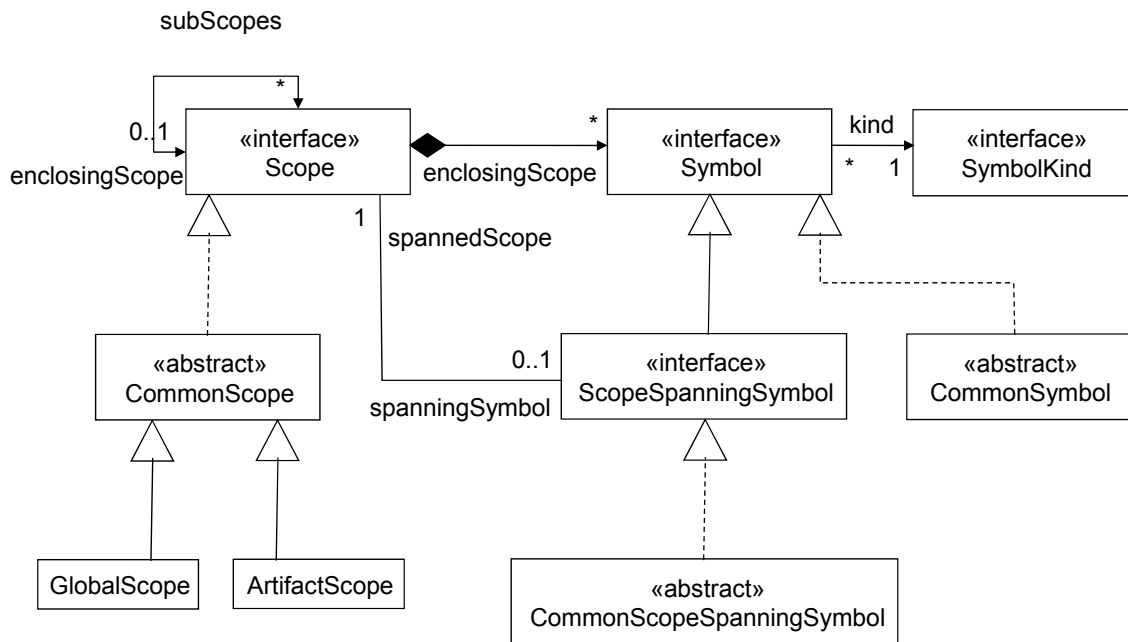 subScopes
*
0..1
enclosingScope
«interface»
Scope
enclosingScope
*
«interface»
Symbol
kind
*
1
«interface»
SymbolKind
1
spannedScope
0..1
spanningSymbol
«abstract»
CommonScope
«interface»
ScopeSpanningSymbol
«abstract»
CommonSymbol
GlobalScope
ArtifactScope
«abstract»
CommonScopeSpanningSymbol